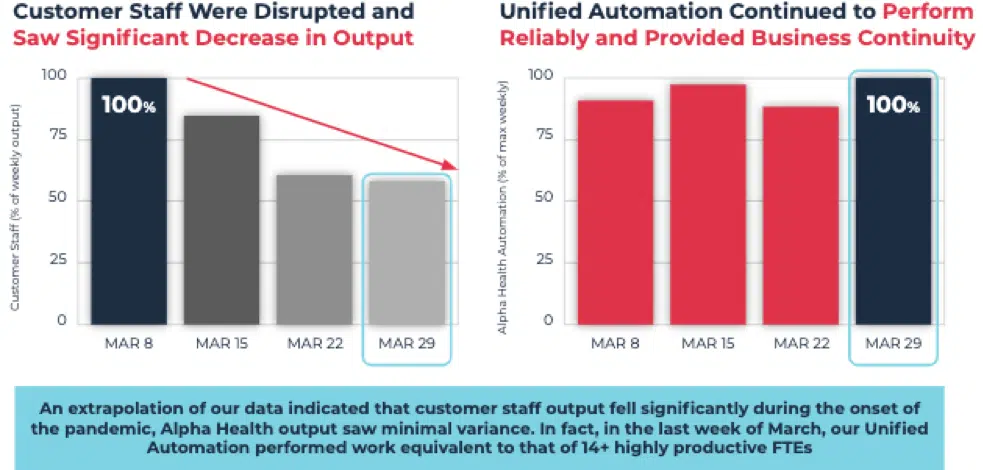 Customer Staff Were Disrupted and
Saw Significant Decrease in Output
Customer Staff (% of weekly output)
100
75
50
25
0
100%
MAR 8
MAR 15
MAR 22
MAR 29
Unified Automation Continued to Perform
Reliably and Provided Business Continuity
Alpha Health Automation (% of max weekly)
100
75
50
25
0
100%
MAR 8
MAR 15
MAR 22
MAR 29
An extrapolation of our data indicated that customer staff output fell significantly during the onset of
the pandemic, Alpha Health output saw minimal variance. In fact, in the last week of March, our Unified
Automation performed work equivalent to that of 14+ highly productive FTEs